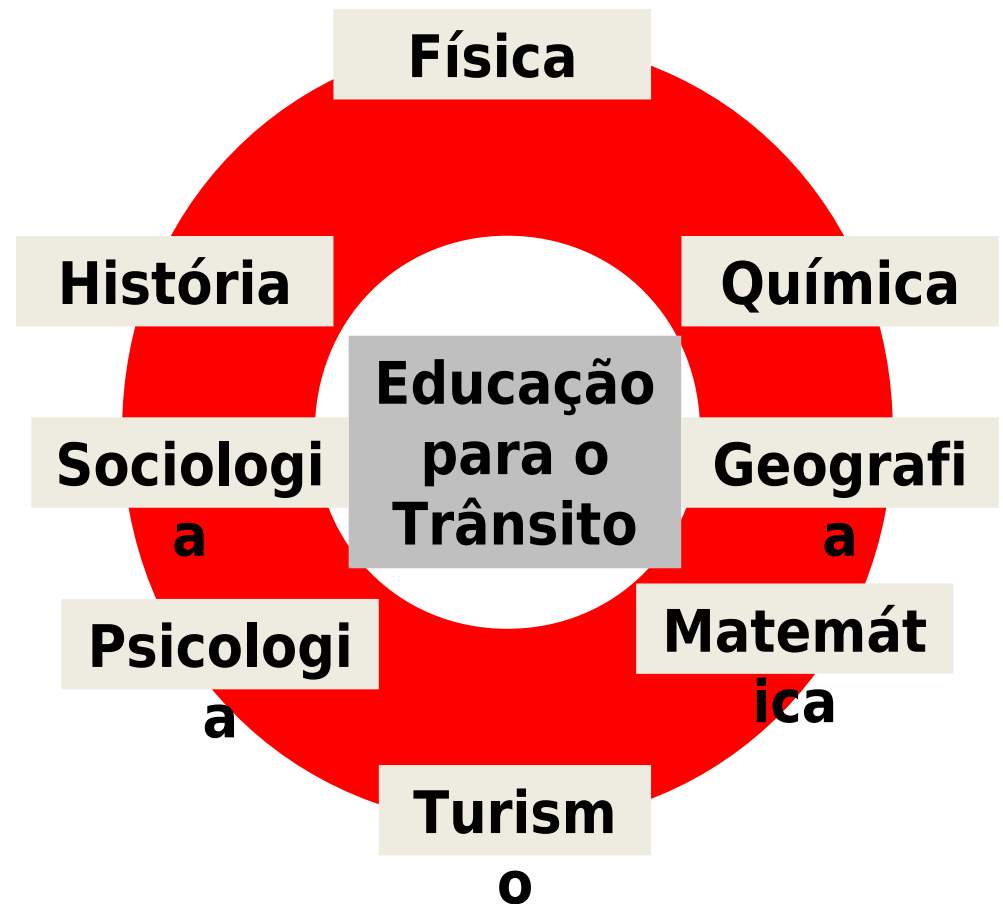 Física
História
Química
Educação
para o
Trânsito
Sociologi
a
Geografi
a
Psicologi
a
Matemát
ica
Turism
o